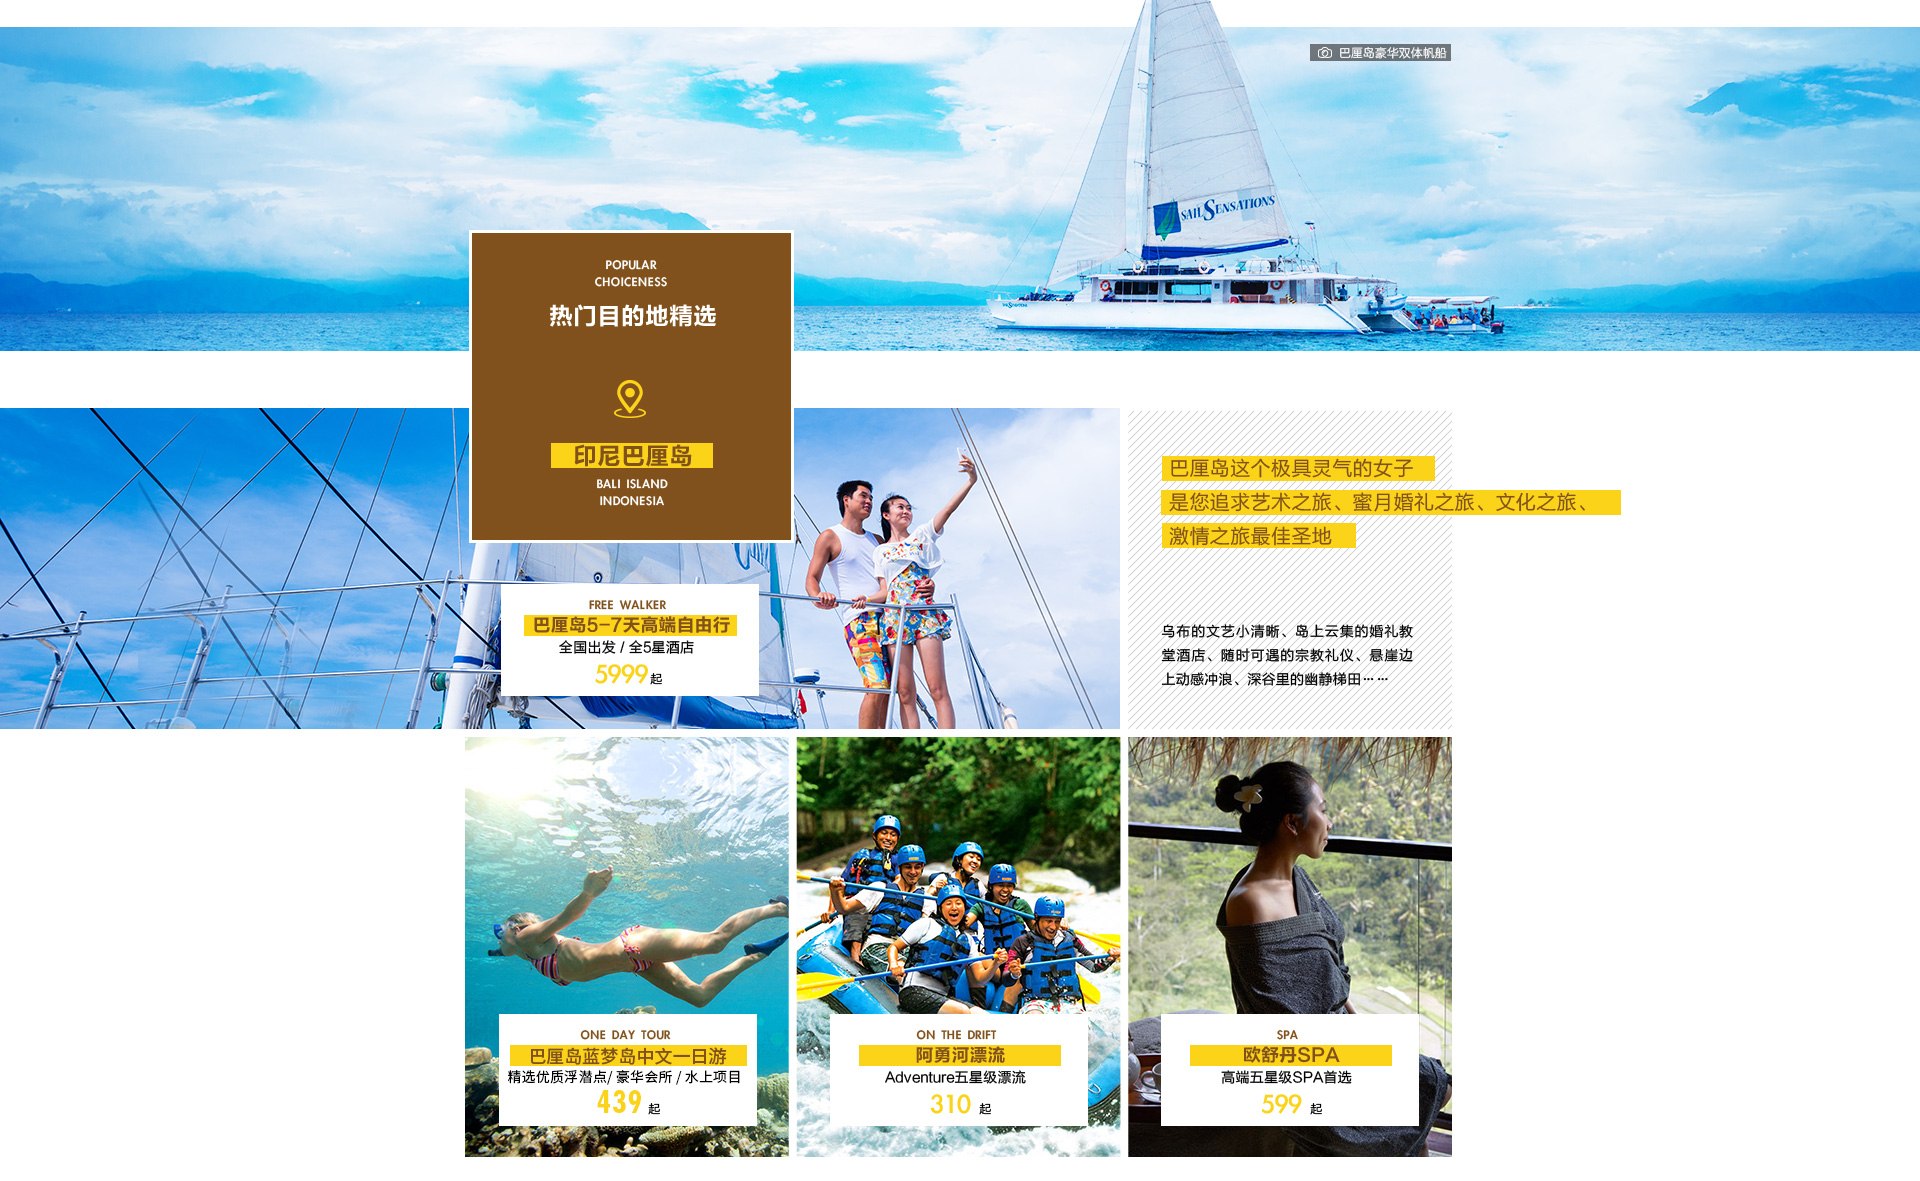 巴厘岛豪华双体帆船
SAIL SENSATIONS
POPULAR
CHOICENESS
热门目的地精选
印尼巴厘岛
BALI ISLAND
INDONESIA
巴厘岛这个极具灵气的女子
是您追求艺术之旅、蜜月婚礼之旅、文化之旅、
激情之旅最佳圣地
乌布的文艺小清晰、岛上云集的婚礼教
堂酒店、随时可遇的宗教礼仪、悬崖边
上动感冲浪、深谷里的幽静梯田……
FREE WALKER
巴厘岛5-7天高端自由行
全国出发 / 全5星酒店
5999 起
ONE DAY TOUR
巴厘岛蓝梦岛中文一日游
精选优质浮潜点/ 豪华会所 / 水上项目
439 起
ON THE DRIFT
阿勇河漂流
Adventure五星级漂流
310 起
SPA
欧舒丹SPA
高端五星级SPA首选
599 起